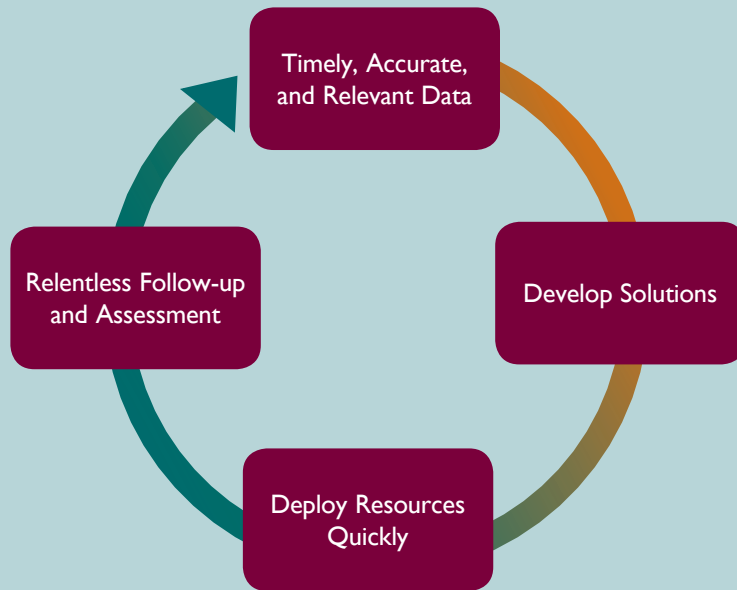 Timely, Accurate,
and Relevant Data
Develop Solutions
Deploy Resources
Quickly
Relentless Follow-up
and Assessment